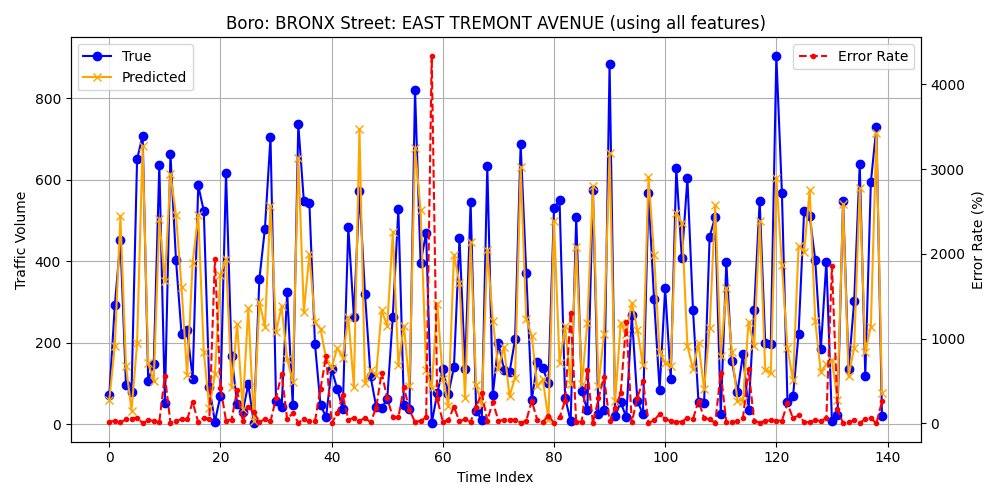 Boro: BRONX Street: EAST TREMONT AVENUE (using all features)
True
Predicted
Error Rate
Traffic Volume
800
600
400
200
0
4000
3000
2000
1000
0
Error Rate (%)
0 20 40 60 80 100 120 140
Time Index